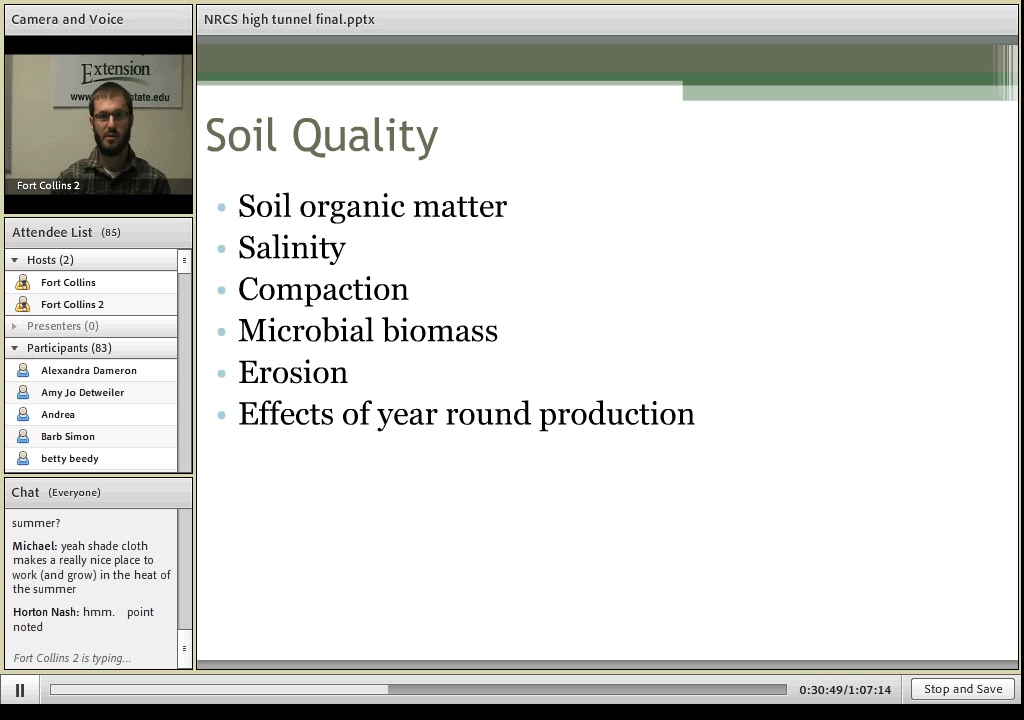 Camera and Voice
Extension
www. state.edu
Fort Collins 2
Attendee List (85)
Hosts (2)
Fort Collins
Fort Collins 2
Presenters (0)
Participants (83)
Alexandra Dameron
Amy Jo Detweiler
Andrea
Barb Simon
betty beedy
Chat (Everyone)
summer?
Michael: yeah shade cloth
makes a really nice place to
work (and grow) in the heat of
the summer
Horton Nash: hmm. point
noted
Fort Collins 2 is typing...
NRCS high tunnel final.pptx
Soil Quality
• Soil organic matter
• Salinity
• Compaction
• Microbial biomass
• Erosion
• Effects of year round production
0:30:49/1:07:14
Stop and Save